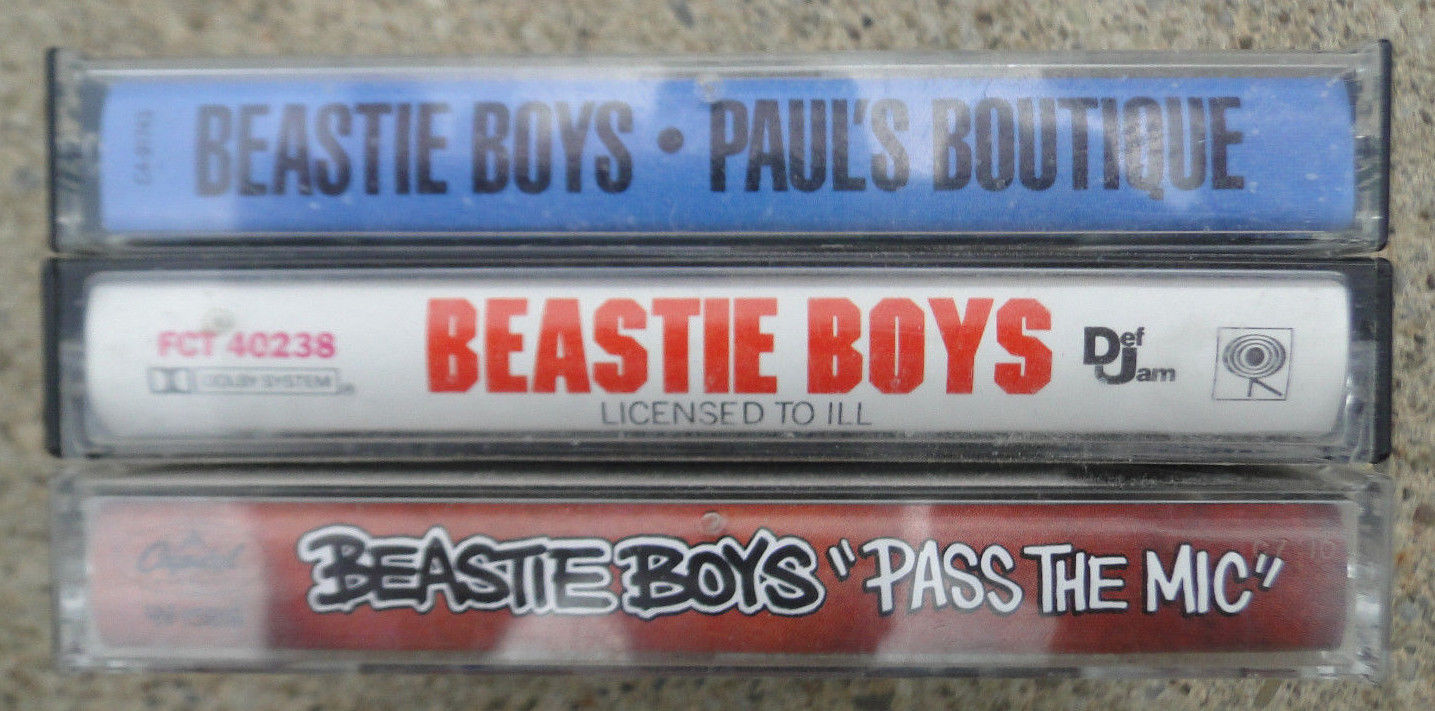 BEASTIE BOYS • PAUL'S BOUTIQUE
FCT 40238
DOLBY SYSTEM
BEASTIE BOYS
LICENSED TO ILL
Def Jam
Capitol
BEASTIE BOYS "PASS THE MIC"